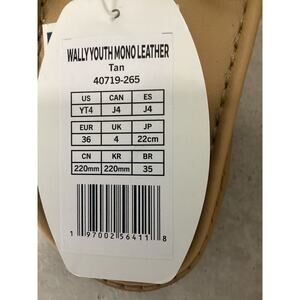 WALLY YOUTH MONO LEATHER
Tan
40719-265
US CAN ES
YT4 J4 J4
EUR UK JP
36 4 22cm
CN KR BR
220mm 220mm 35
1 97002 56411 8